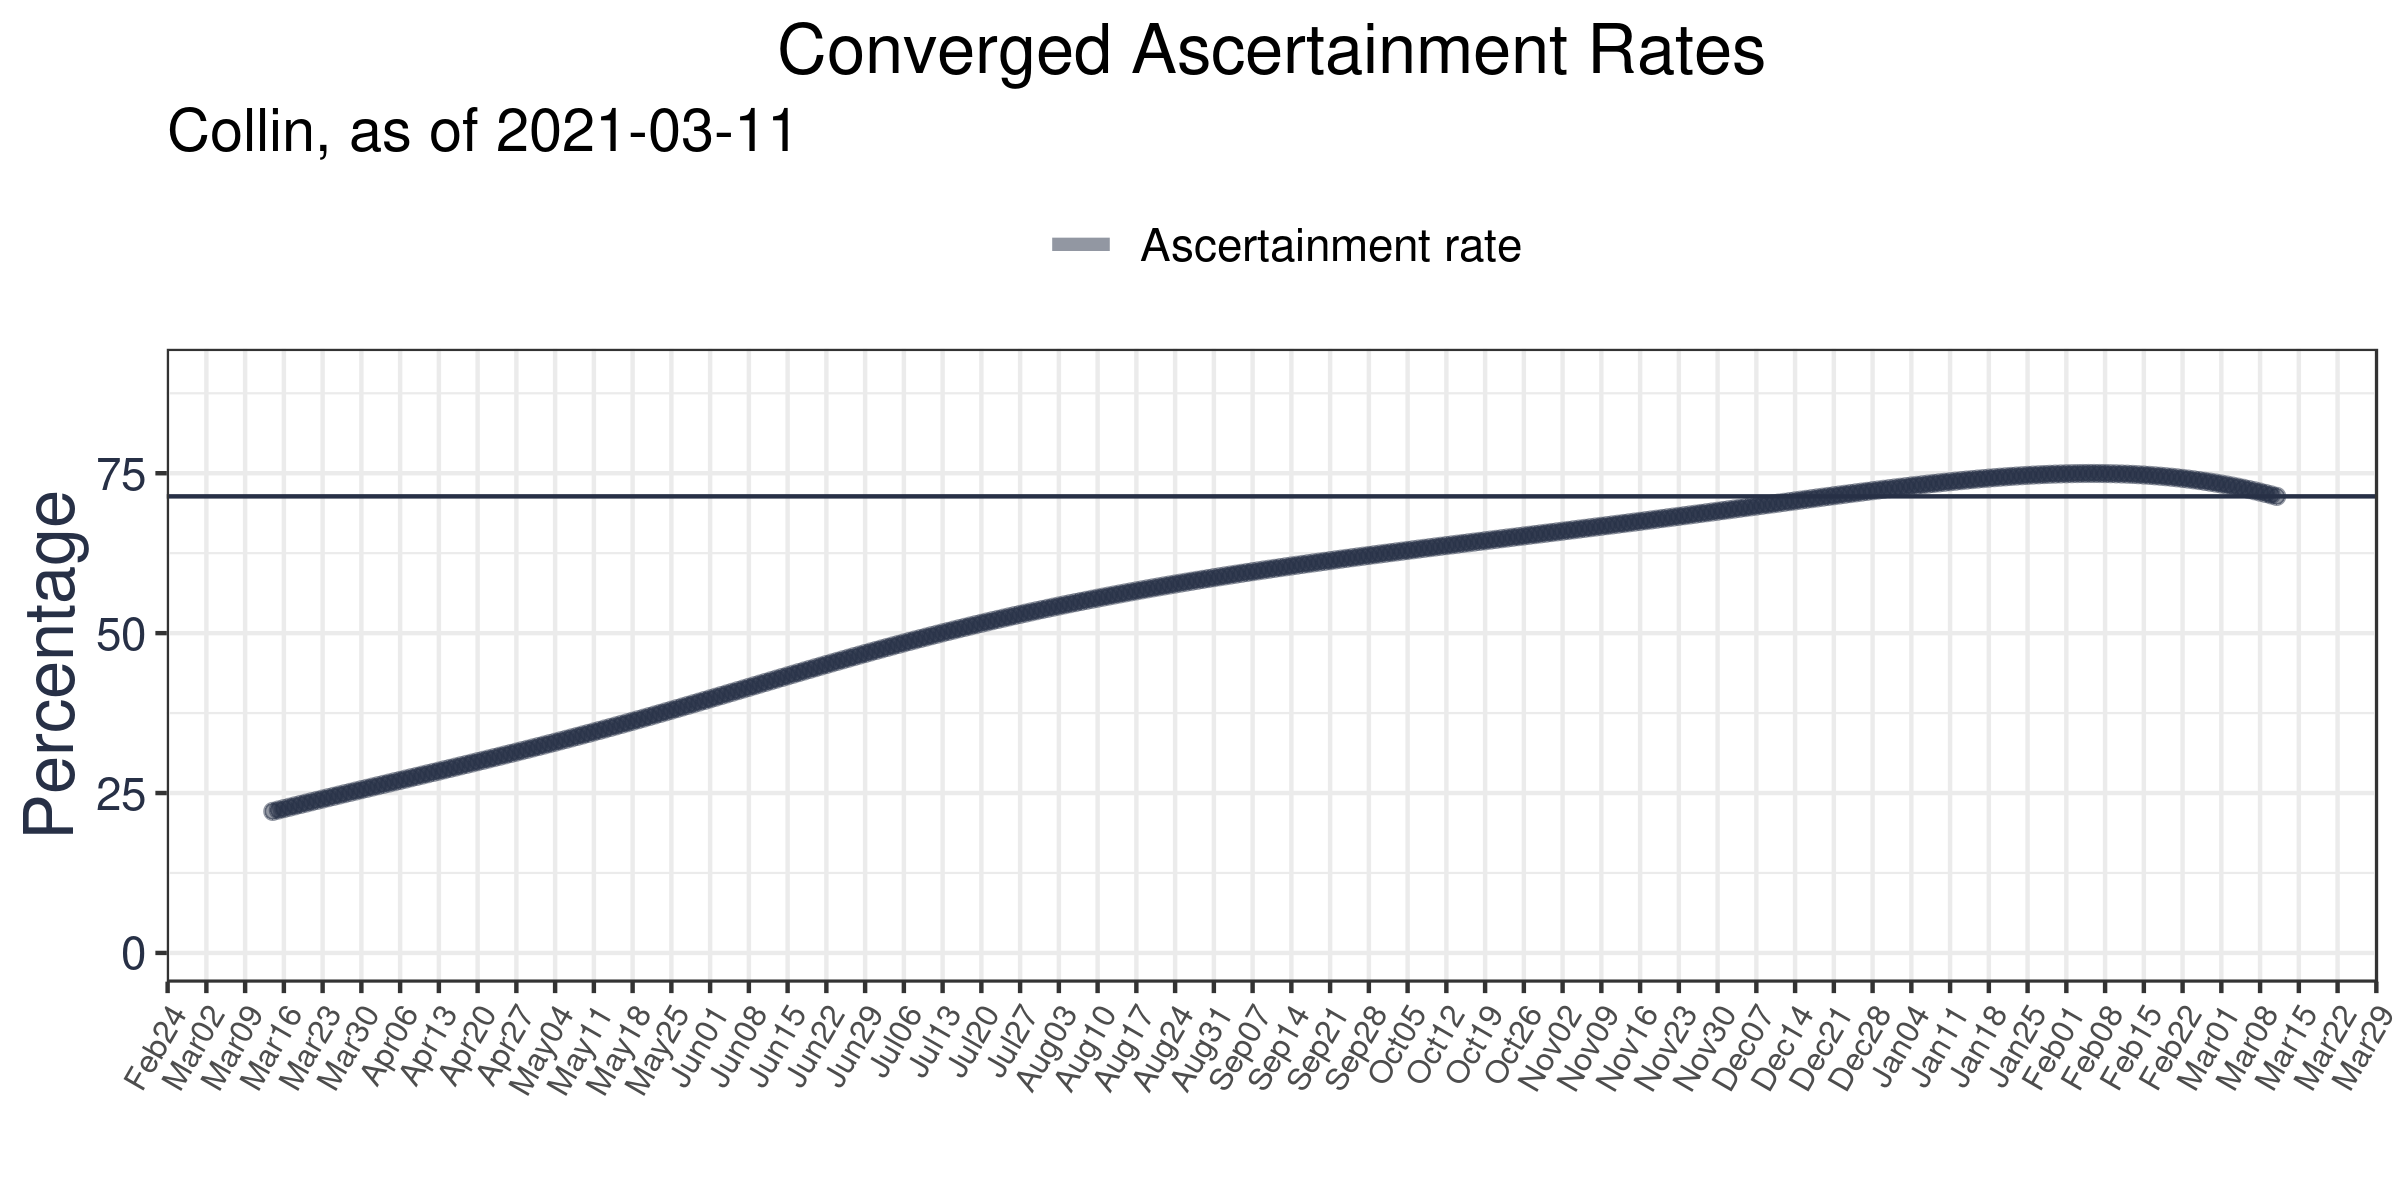 Converged Ascertainment Rates
Collin, as of 2021-03-11
Ascertainment rate
Percentage
75
50
25
0
Feb24 Mar02 Mar09 Mar16 Mar23 Mar30 Apr06 Apr13 Apr20 Apr27 May04 May11 May18 May25 Jun01 Jun08 Jun15 Jun22 Jun29 Jul06 Jul13 Jul20 Jul27 Aug03 Aug10 Aug17 Aug24 Aug31 Sep07 Sep14 Sep21 Sep28 Oct05 Oct12 Oct19 Oct26 Nov02 Nov09 Nov16 Nov23 Nov30 Dec07 Dec14 Dec21 Dec28 Jan04 Jan11 Jan18 Jan25 Feb01 Feb08 Feb15 Feb22 Mar01 Mar08 Mar15 Mar22 Mar29